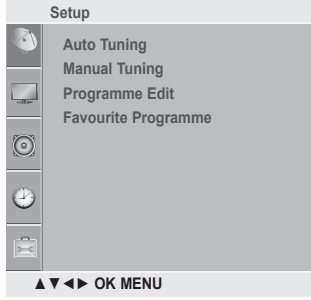 Setup
Auto Tuning
Manual Tuning
Programme Edit
Favourite Programme
▲▼◄► OK MENU